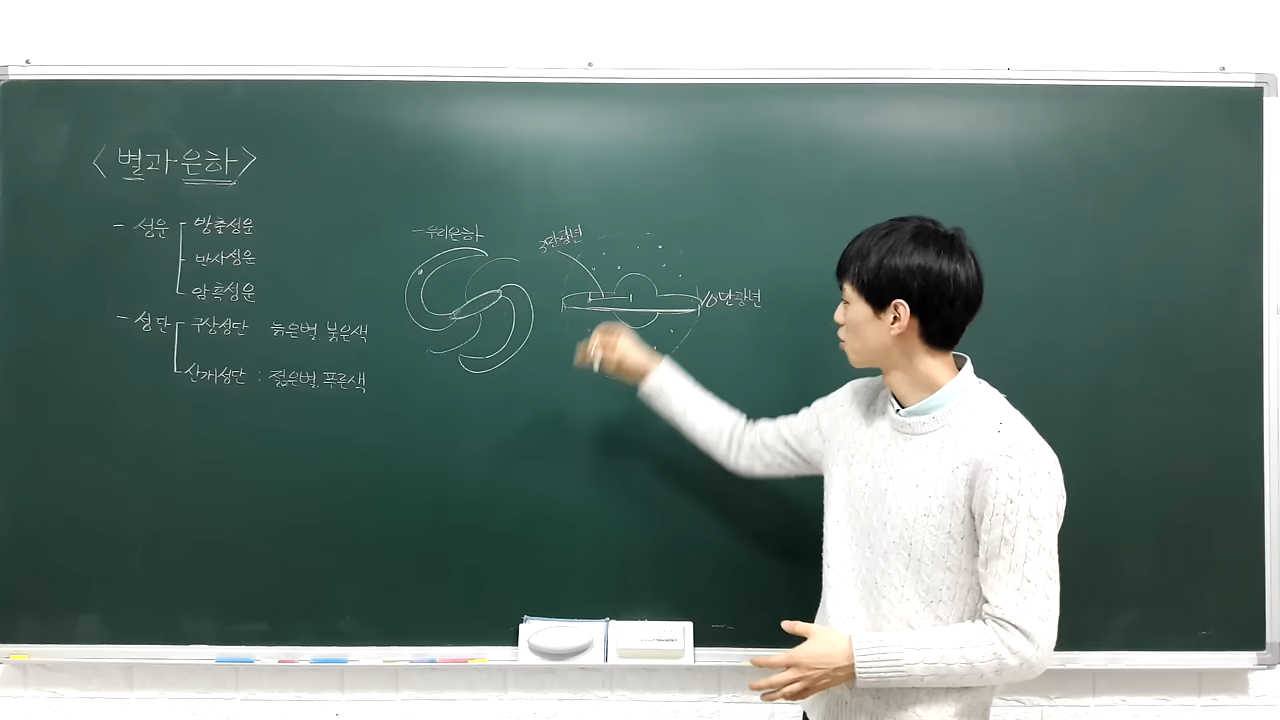 <별과 은하>
- 성운 방출성운
반사성운
암흑성운
- 성단 구상성단 늙은별, 붉은색
산개성단 : 젊은별, 푸른색
- 우리은하
3만광년
10만광년